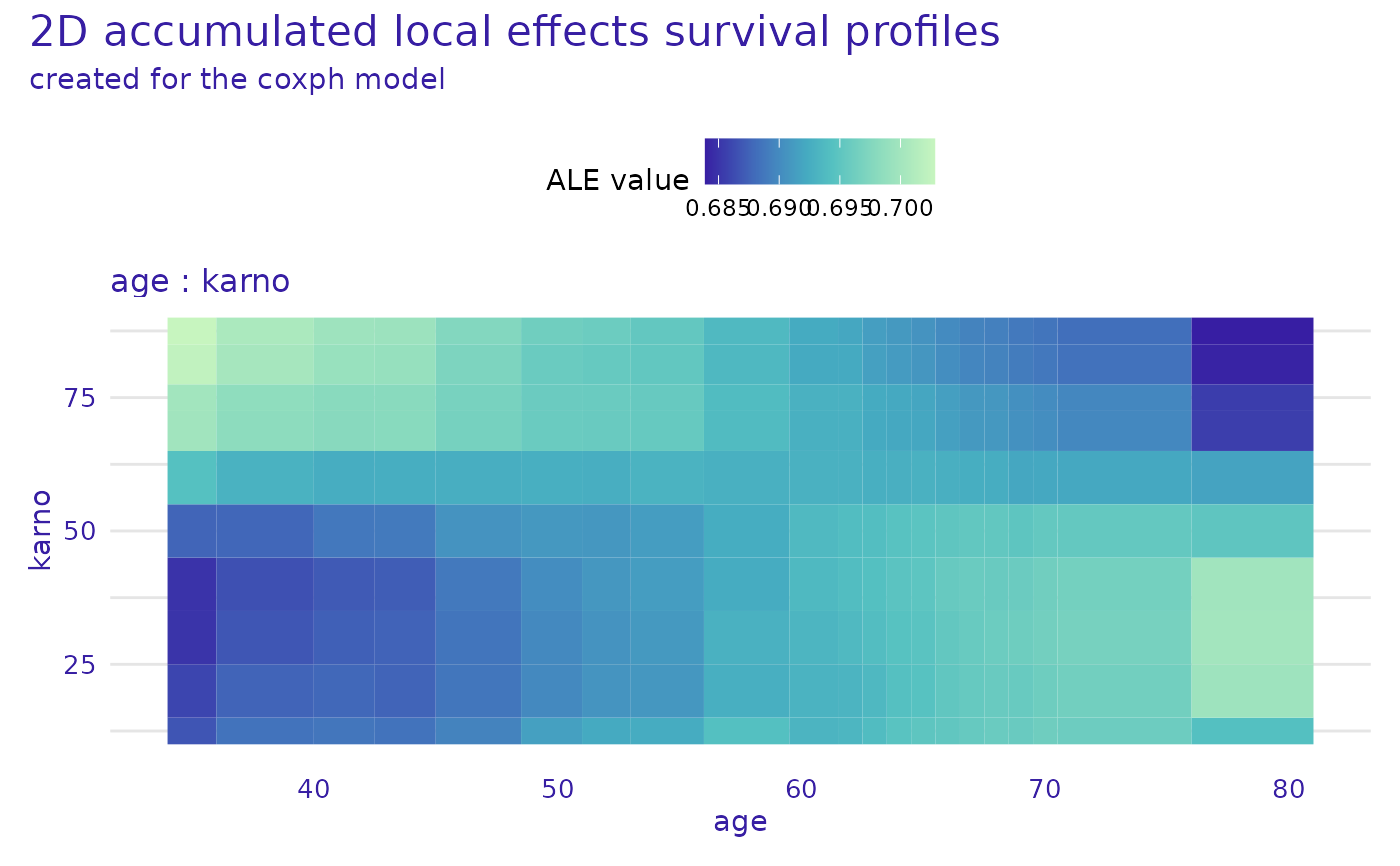 2D accumulated local effects survival profiles
created for the coxph model
ALE value
0.685 0.690 0.695 0.700
age : karno
75
50
25
karno
40 50 60 70 80
age